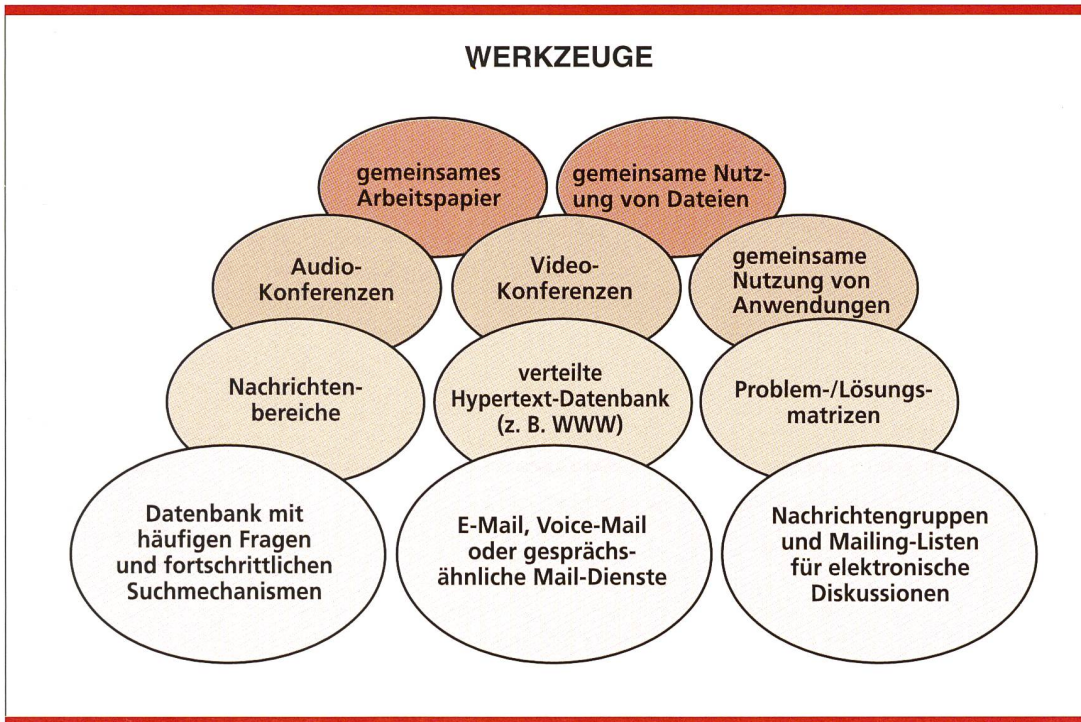 WERKZEUGE
gemeinsames
Arbeitspapier
gemeinsame Nutz-
ung von Dateien
Audio-
Konferenzen
Video-
Konferenzen
gemeinsame
Nutzung von
Anwendungen
Nachrichten-
bereiche
verteilte
Hypertext-Datenbank
(z. B. WWW)
Problem-/Lösungs-
matrizen
Datenbank mit
häufigen Fragen
und fortschrittlichen
Suchmechanismen
E-Mail, Voice-Mail
oder gesprächs-
ähnliche Mail-Dienste
Nachrichtengruppen
und Mailing-Listen
für elektronische
Diskussionen